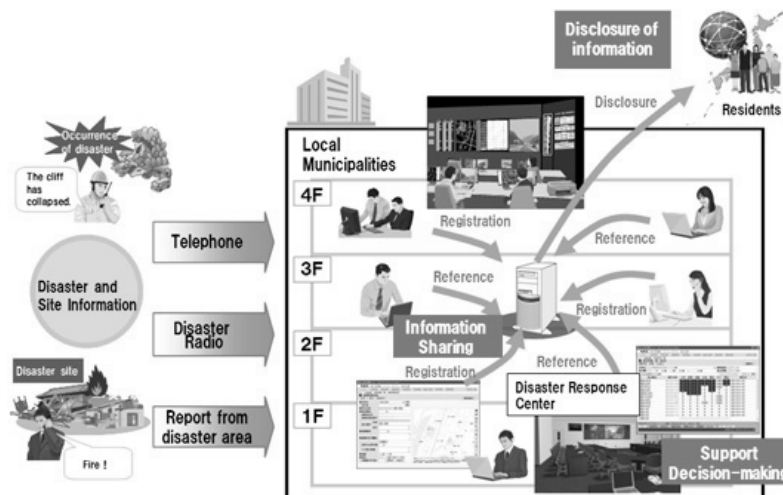 Disclosure of
information
Disclosure
Residents
Occurrence
of disaster
The cliff
has
collapsed.
Local
Municipalities
4F
Registration
Reference
Telephone
Disaster and
Site Information
3F
Reference
Registration
Disaster
Radio
Information
Sharing
2F
Registration
Reference
Disaster site
Disaster Response
Center
Report from
disaster area
1F
Fire !
Support
Decision-making